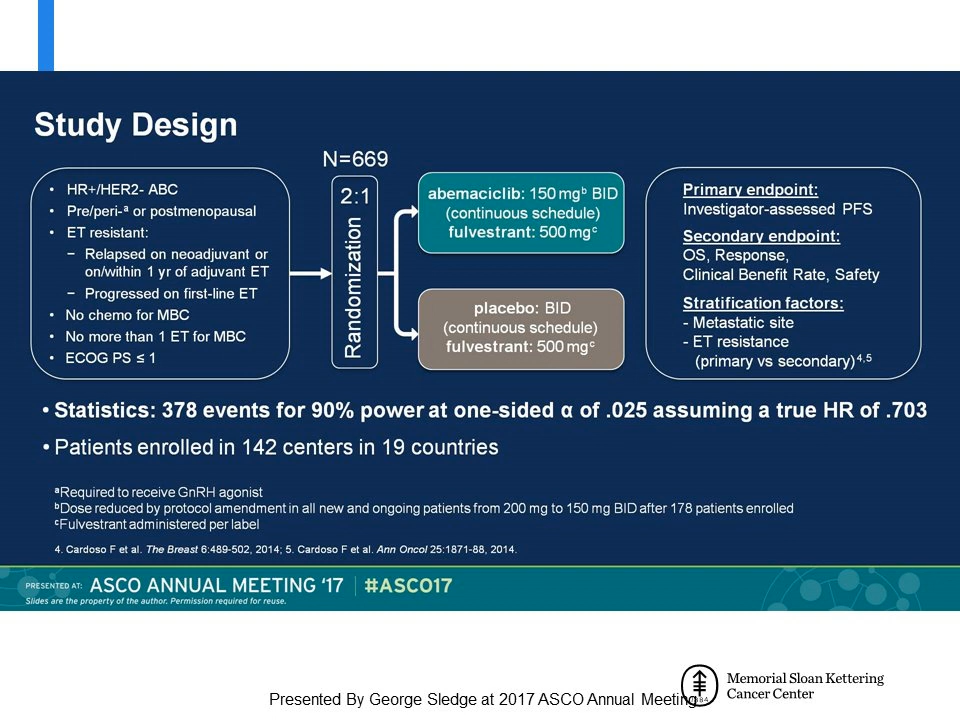 Study Design
N=669
• HR+/HER2- ABC
• Pre/peri-ᵃ or postmenopausal
• ET resistant:
− Relapsed on neoadjuvant or
on/within 1 yr of adjuvant ET
− Progressed on first-line ET
• No chemo for MBC
• No more than 1 ET for MBC
• ECOG PS ≤ 1
2:1
Randomization
abemaciclib: 150 mgᵇ BID
(continuous schedule)
fulvestrant: 500 mgᶜ
placebo: BID
(continuous schedule)
fulvestrant: 500 mgᶜ
Primary endpoint:
Investigator-assessed PFS
Secondary endpoint:
OS, Response,
Clinical Benefit Rate, Safety
Stratification factors:
- Metastatic site
- ET resistance
(primary vs secondary)⁴,⁵
• Statistics: 378 events for 90% power at one-sided α of .025 assuming a true HR of .703
• Patients enrolled in 142 centers in 19 countries
ᵃRequired to receive GnRH agonist
ᵇDose reduced by protocol amendment in all new and ongoing patients from 200 mg to 150 mg BID after 178 patients enrolled
ᶜFulvestrant administered per label
4. Cardoso F et al. The Breast 6:489-502, 2014; 5. Cardoso F et al. Ann Oncol 25:1871-88, 2014.
PRESENTED AT: ASCO ANNUAL MEETING '17 | #ASCO17
Slides are the property of the author. Permission required for reuse.
Presented By George Sledge at 2017 ASCO Annual Meeting
Memorial Sloan Kettering
Cancer Center